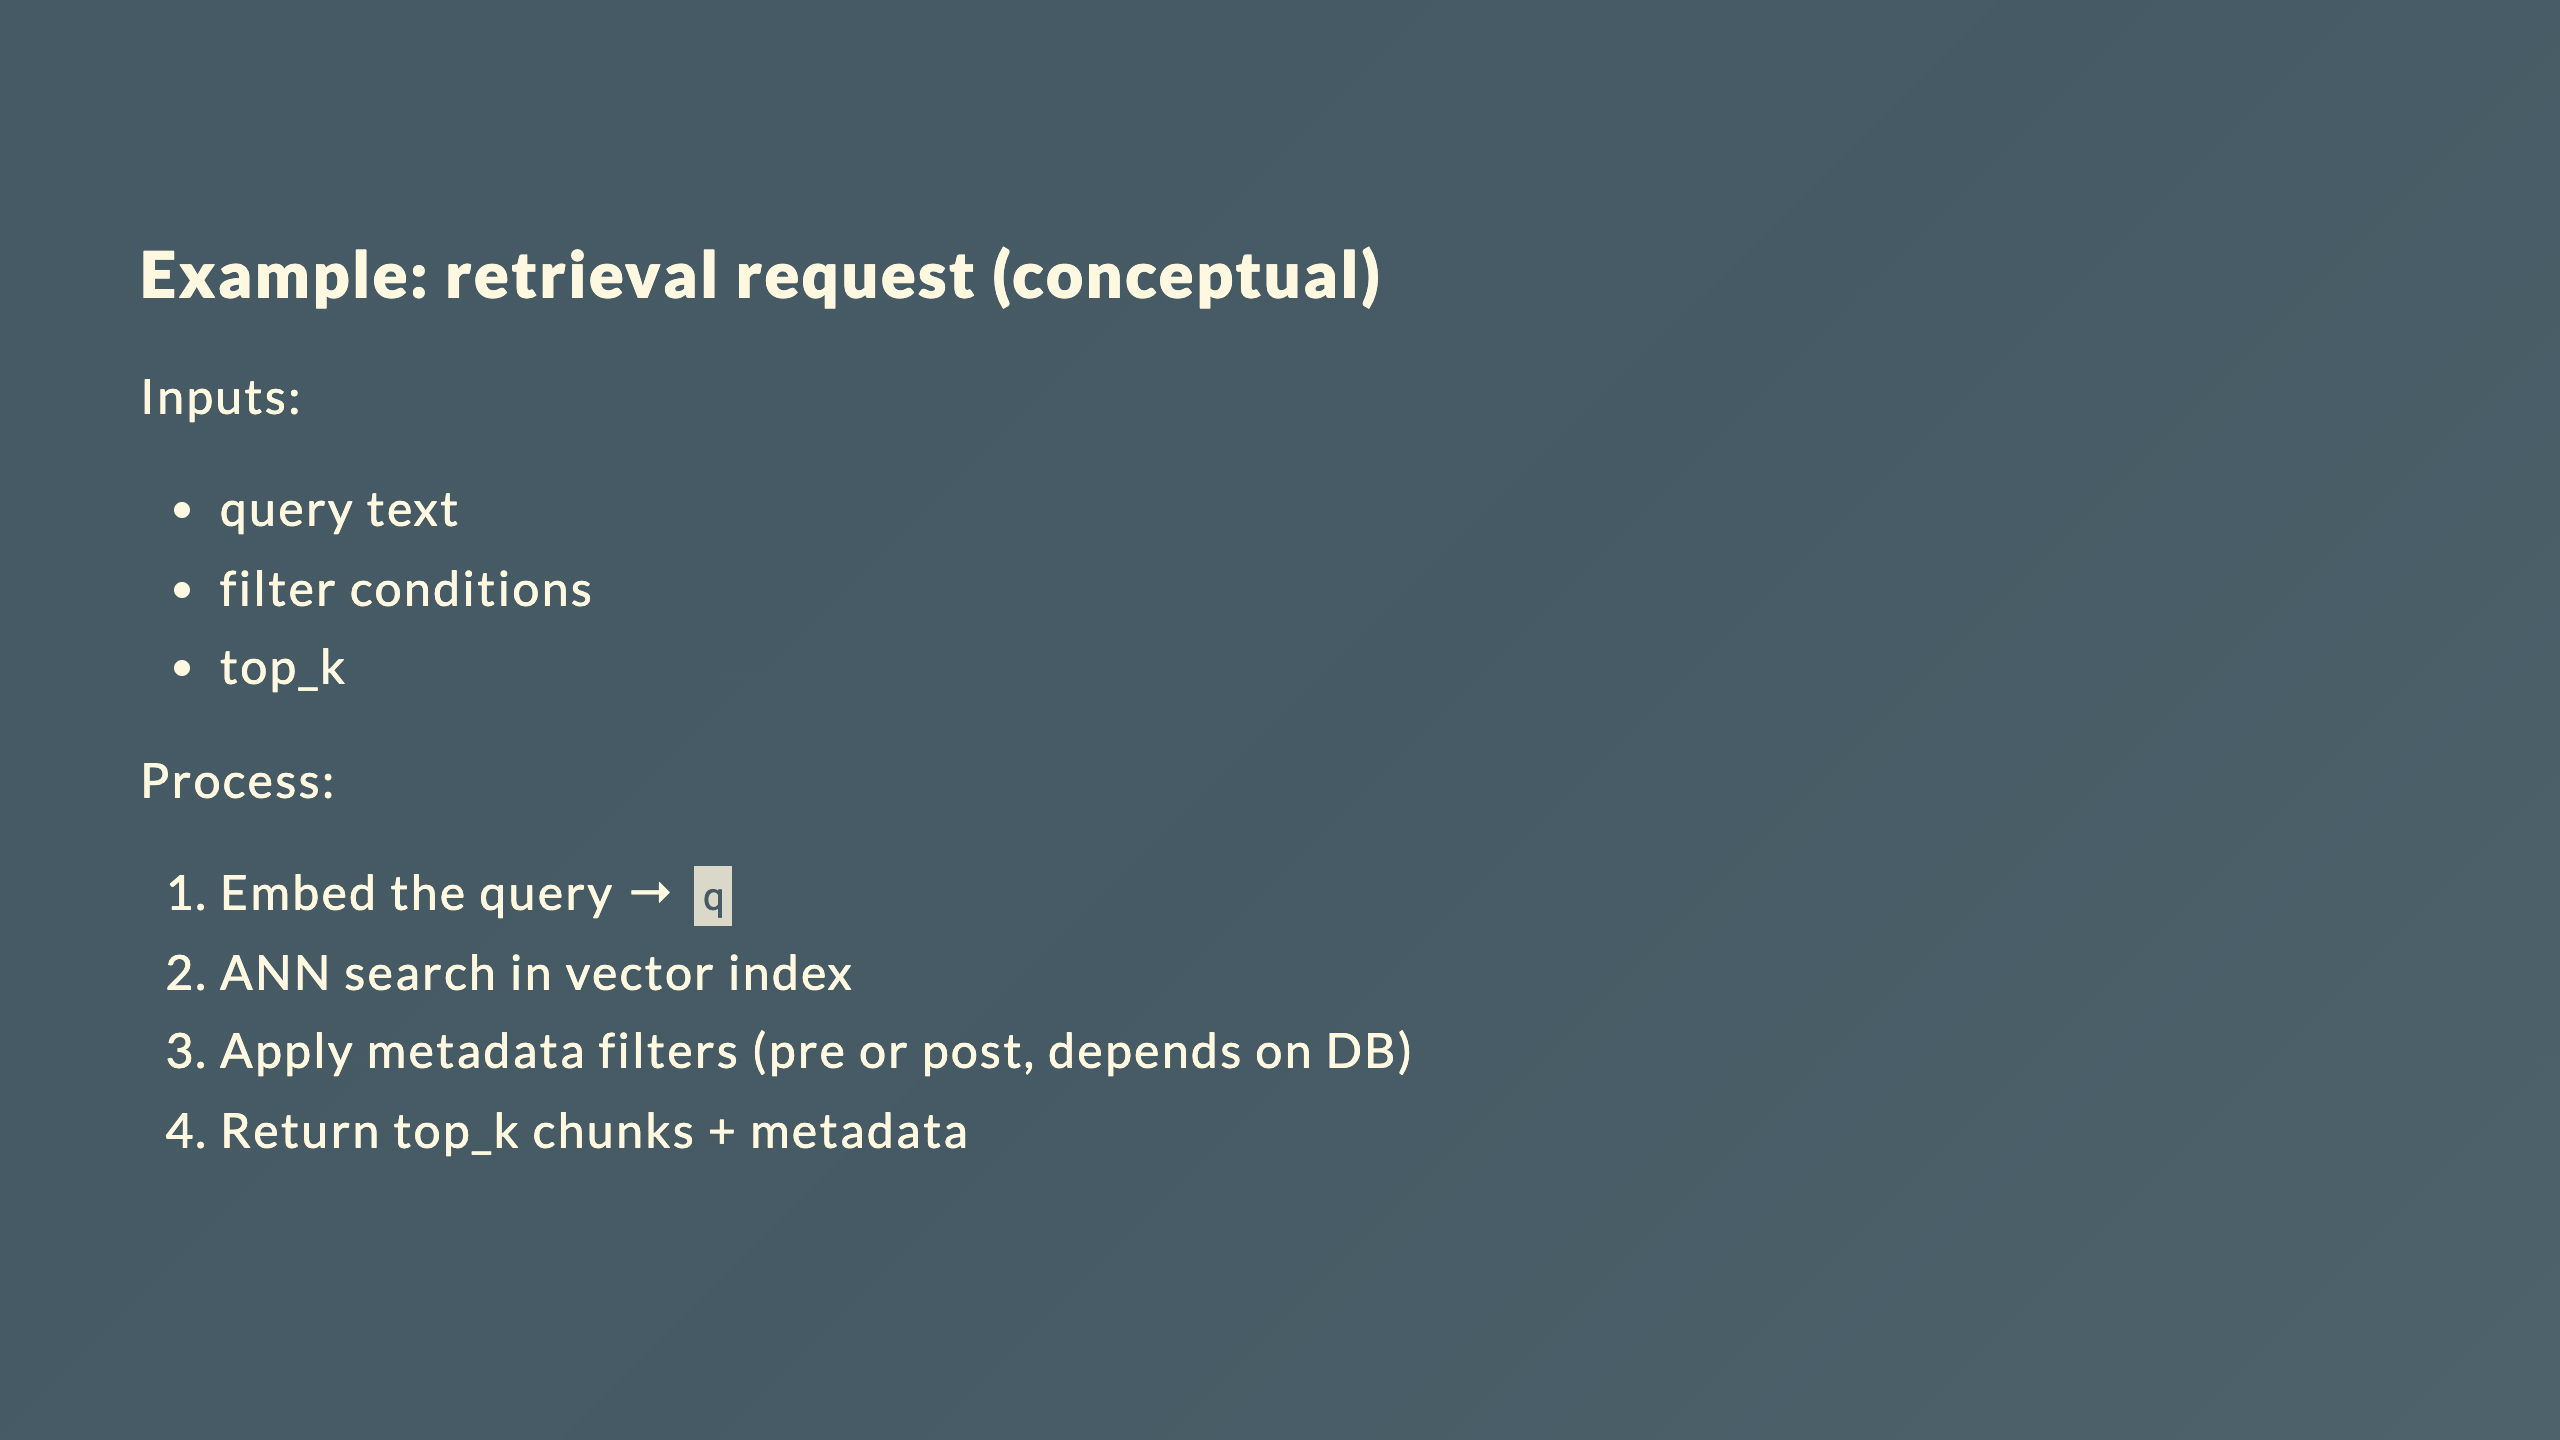 Example: retrieval request (conceptual)
Inputs:
• query text
• filter conditions
• top_k
Process:
1. Embed the query → q
2. ANN search in vector index
3. Apply metadata filters (pre or post, depends on DB)
4. Return top_k chunks + metadata